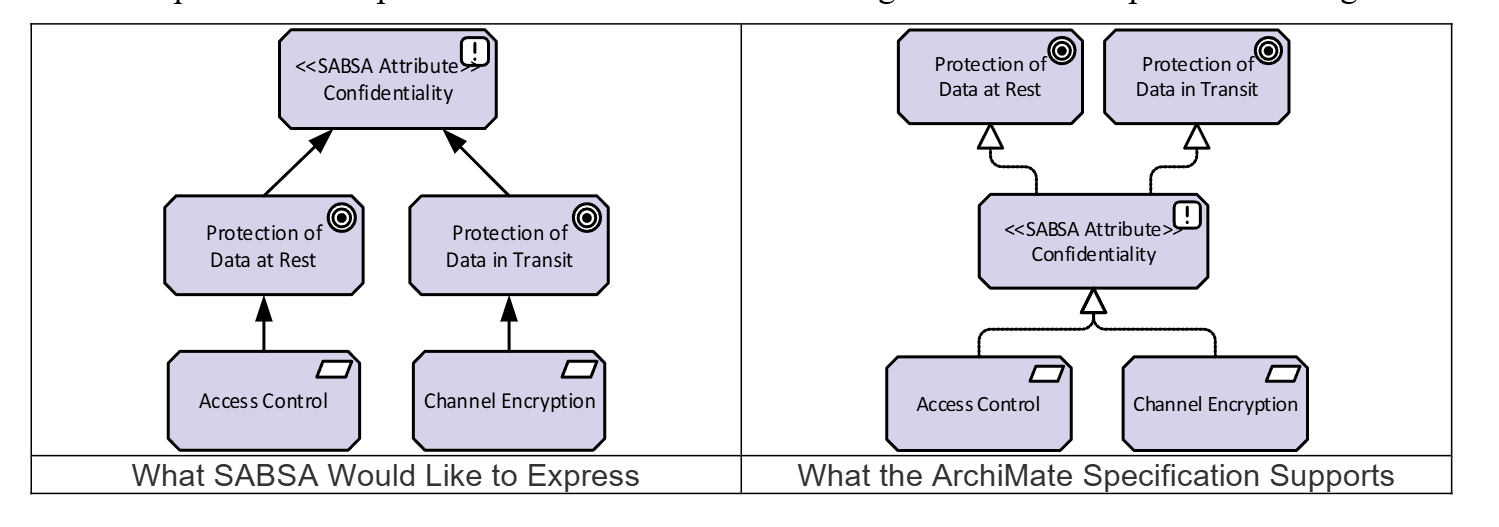 <<SABSA Attribute>>
Confidentiality
Protection of
Data at Rest
Protection of
Data in Transit
Access Control
Channel Encryption
What SABSA Would Like to Express
Protection of
Data at Rest
Protection of
Data in Transit
<<SABSA Attribute>>
Confidentiality
Access Control
Channel Encryption
What the ArchiMate Specification Supports